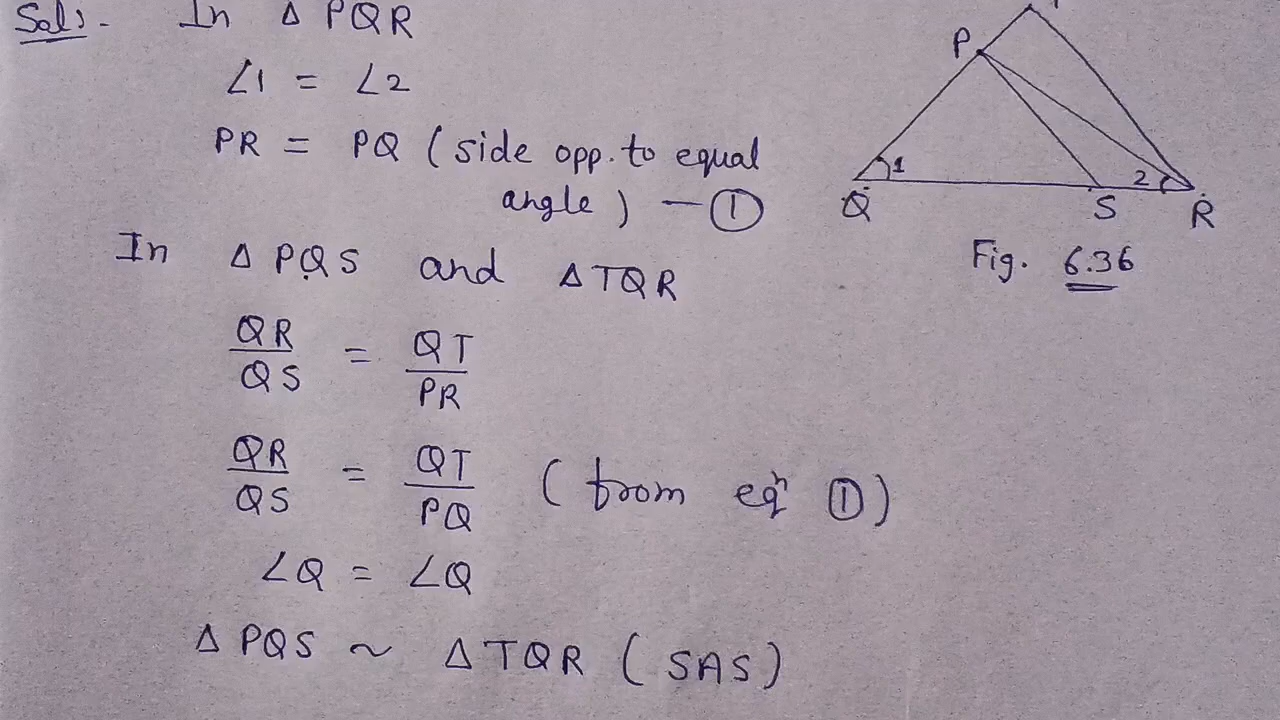 Sol:- In Δ PQR
∠1 = ∠2
PR = PQ (side opp. to equal
angle) — ①
In Δ PQS and Δ TQR
QR/QS = QT/PR
QR/QS = QT/PQ (from eqⁿ ①)
∠Q = ∠Q
Δ PQS ~ Δ TQR (SAS)
P
1
2
Q
S
R
Fig. 6.36